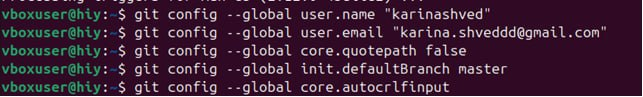 vboxuser@hiy:~$ git config --global user.name "karinashved"
vboxuser@hiy:~$ git config --global user.email "karina.shveddd@gmail.com"
vboxuser@hiy:~$ git config --global core.quotepath false
vboxuser@hiy:~$ git config --global init.defaultBranch master
vboxuser@hiy:~$ git config --global core.autocrlfinput